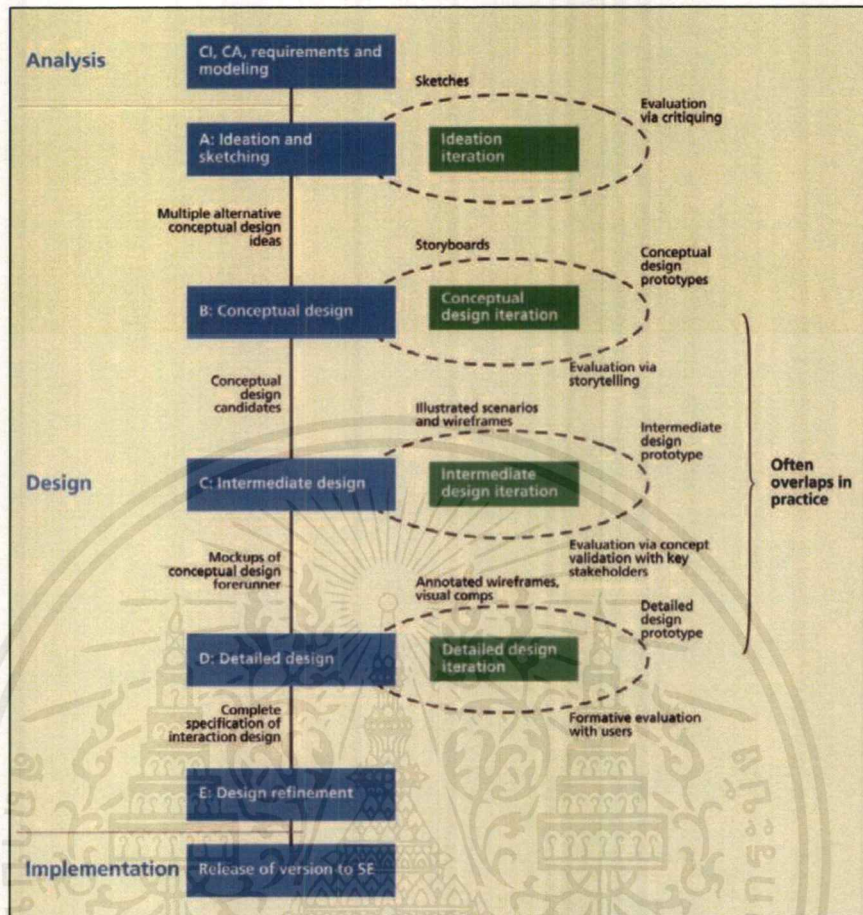 Analysis
CI, CA, requirements and
modeling
Sketches
Evaluation
via critiquing
A: Ideation and
sketching
Ideation
iteration
Multiple alternative
conceptual design
ideas
Storyboards
Conceptual
design
prototypes
B: Conceptual design
Conceptual
design iteration
Evaluation via
storytelling
Conceptual
design
candidates
Illustrated scenarios
and wireframes
Intermediate
design
prototype
Design
C: Intermediate design
Intermediate
design iteration
Often
overlaps in
practice
Mockups of
conceptual design
forerunner
Evaluation via concept
validation with key
stakeholders
Annotated wireframes,
visual comps
Detailed
design
prototype
D: Detailed design
Detailed design
iteration
Complete
specification of
interaction design
Formative evaluation
with users
E: Design refinement
Implementation
Release of version to SE